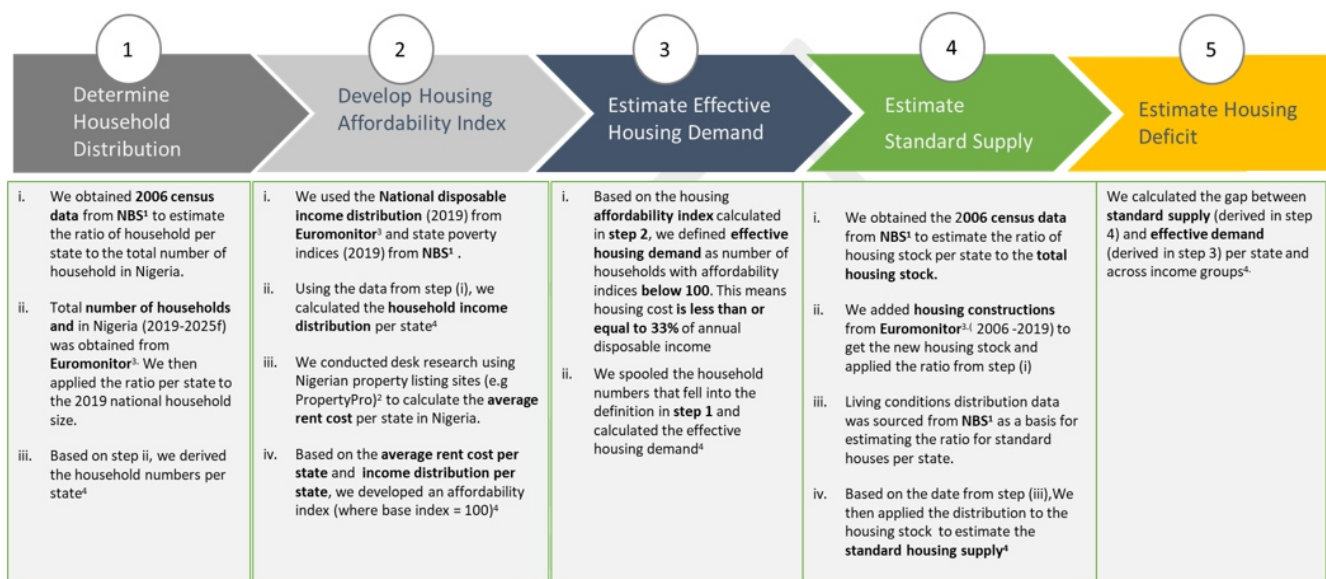 1
Determine
Household
Distribution
2
Develop Housing
Affordability Index
3
Estimate Effective
Housing Demand
4
Estimate
Standard Supply
5
Estimate Housing
Deficit
i. We obtained 2006 census
data from NBS¹ to estimate
the ratio of household per
state to the total number of
household in Nigeria.
ii. Total number of households
and in Nigeria (2019-2025f)
was obtained from
Euromonitor³. We then
applied the ratio per state to
the 2019 national household
size.
iii. Based on step ii, we derived
the household numbers per
state⁴
i. We used the National disposable
income distribution (2019) from
Euromonitor³ and state poverty
indices (2019) from NBS¹ .
ii. Using the data from step (i), we
calculated the household income
distribution per state⁴
iii. We conducted desk research using
Nigerian property listing sites (e.g
PropertyPro)² to calculate the average
rent cost per state in Nigeria.
iv. Based on the average rent cost per
state and income distribution per
state, we developed an affordability
index (where base index = 100)⁴
i. Based on the housing
affordability index calculated
in step 2, we defined effective
housing demand as number of
households with affordability
indices below 100. This means
housing cost is less than or
equal to 33% of annual
disposable income
ii. We spooled the household
numbers that fell into the
definition in step 1 and
calculated the effective
housing demand⁴
i. We obtained the 2006 census data
from NBS¹ to estimate the ratio of
housing stock per state to the total
housing stock.
ii. We added housing constructions
from Euromonitor³·⁽ 2006 -2019) to
get the new housing stock and
applied the ratio from step (i)
iii. Living conditions distribution data
was sourced from NBS¹ as a basis for
estimating the ratio for standard
houses per state.
iv. Based on the date from step (iii),We
then applied the distribution to the
housing stock to estimate the
standard housing supply⁴
We calculated the gap between
standard supply (derived in step
4) and effective demand
(derived in step 3) per state and
across income groups⁴·